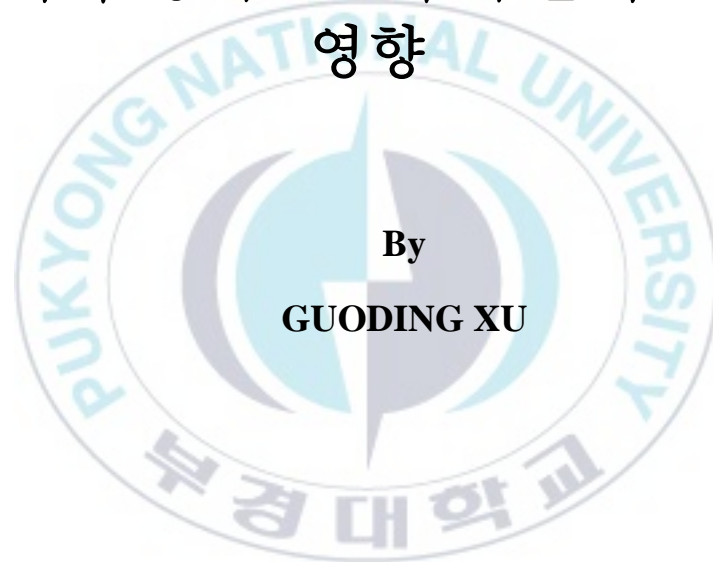 영향
By
GUODING XU
PUKYONG NATIONAL UNIVERSITY
부경대학교